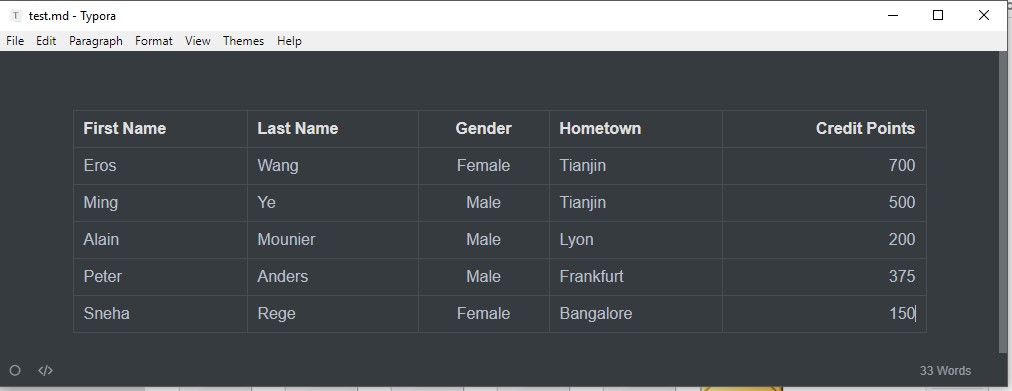 test.md - Typora
File Edit Paragraph Format View Themes Help
First Name Last Name Gender Hometown Credit Points
Eros Wang Female Tianjin 700
Ming Ye Male Tianjin 500
Alain Mounier Male Lyon 200
Peter Anders Male Frankfurt 375
Sneha Rege Female Bangalore 150
</> 33 Words